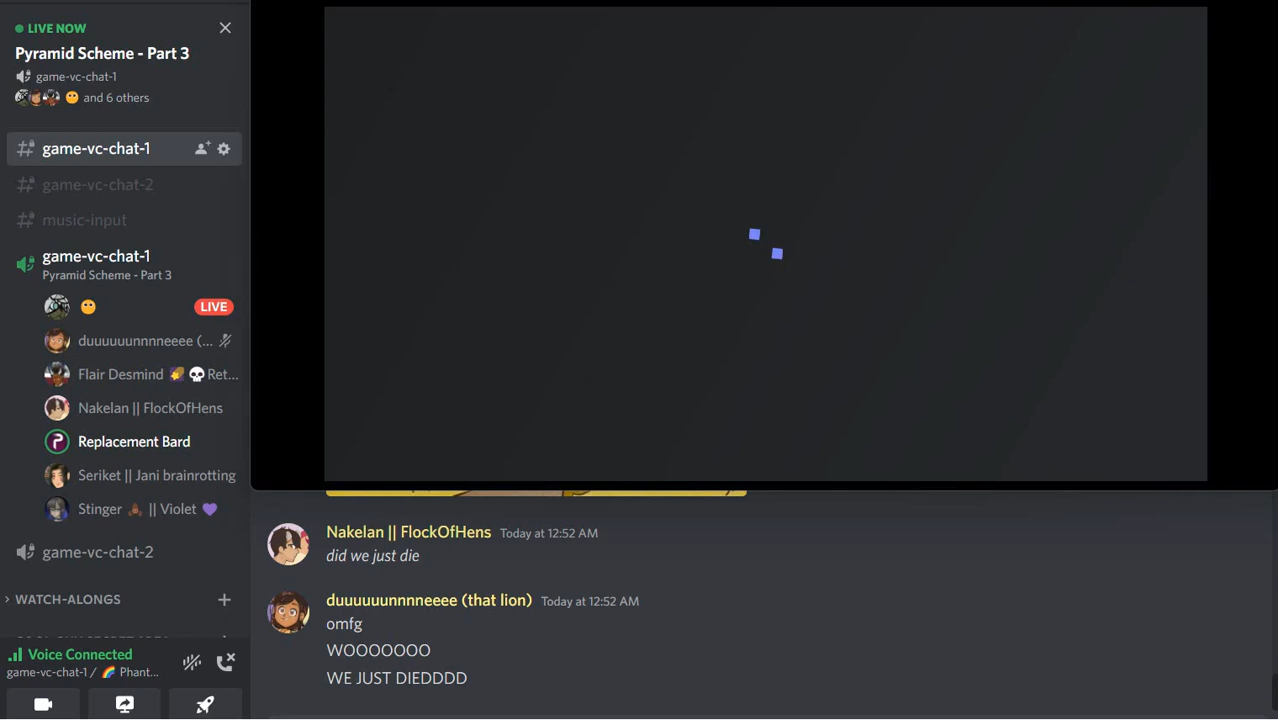 LIVE NOW
Pyramid Scheme - Part 3
game-vc-chat-1
and 6 others
game-vc-chat-1
game-vc-chat-2
music-input
game-vc-chat-1
Pyramid Scheme - Part 3
LIVE
duuuuuunnnneeee (...
Flair Desmind 🌠 💀 Ret...
Nakelan || FlockOfHens
Replacement Bard
Seriket || Jani brainrotting
Stinger || Violet 💜
game-vc-chat-2
WATCH-ALONGS
Voice Connected
game-vc-chat-1 / 🌈 Phant...
Nakelan || FlockOfHens Today at 12:52 AM
did we just die
duuuuuunnnneeee (that lion) Today at 12:52 AM
omfg
WOOOOOOO
WE JUST DIEDDDD